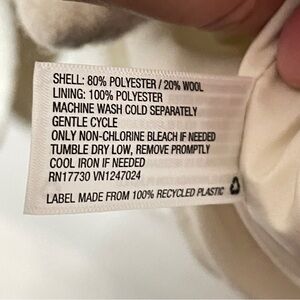 SHELL: 80% POLYESTER / 20% WOOL
LINING: 100% POLYESTER
MACHINE WASH COLD SEPARATELY
GENTLE CYCLE
ONLY NON-CHLORINE BLEACH IF NEEDED
TUMBLE DRY LOW, REMOVE PROMPTLY
COOL IRON IF NEEDED
RN17730 VN1247024
LABEL MADE FROM 100% RECYCLED PLASTIC